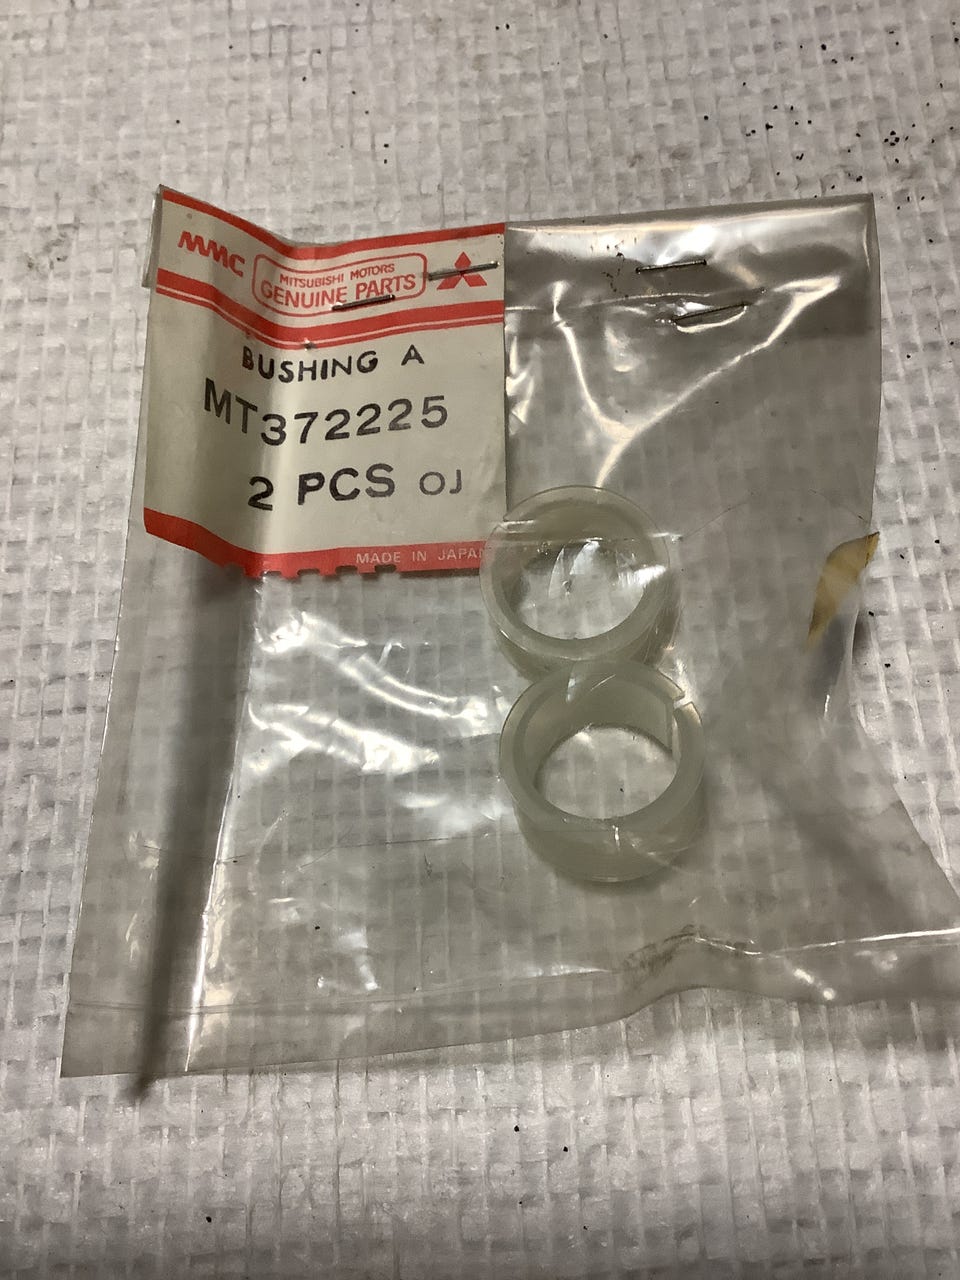 MMC
MITSUBISHI MOTORS
GENUINE PARTS
BUSHING A
MT372225
2 PCS OJ
MADE IN JAPAN